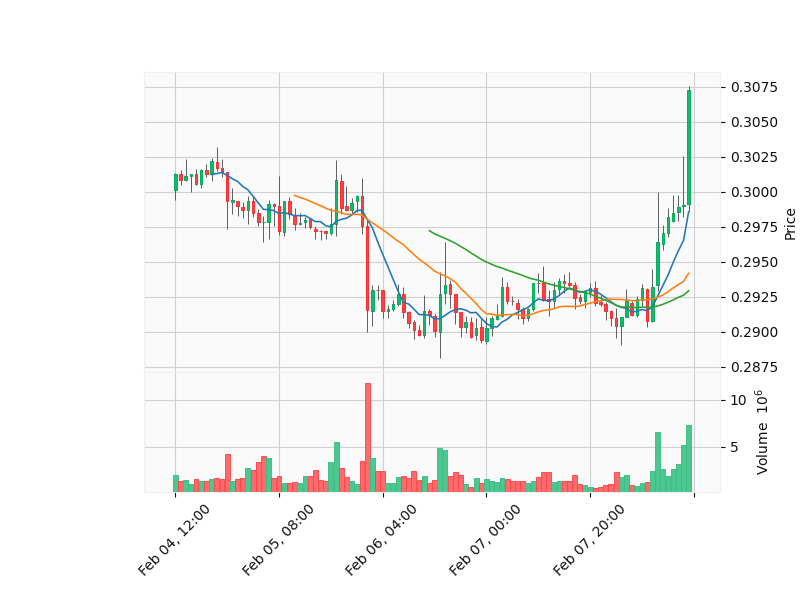 0.3075
0.3050
0.3025
0.3000
0.2975
0.2950
0.2925
0.2900
0.2875
Price
10
5
Volume 10^6
Feb 04, 12:00
Feb 05, 08:00
Feb 06, 04:00
Feb 07, 00:00
Feb 07, 20:00